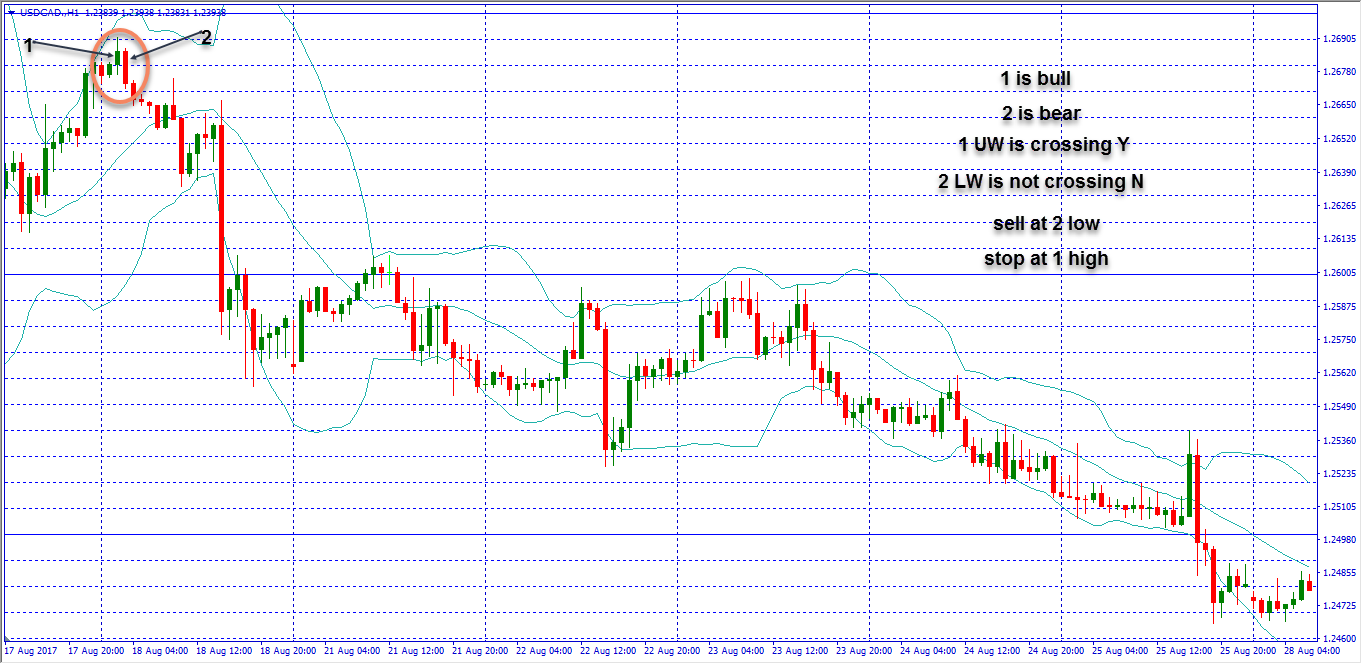 USDCAD.,H1 1.23839 1.23938 1.23831 1.23938
1
2
1 is bull
2 is bear
1 UW is crossing Y
2 LW is not crossing N
sell at 2 low
stop at 1 high
1.26905
1.26780
1.26650
1.26520
1.26390
1.26265
1.26135
1.26005
1.25875
1.25750
1.25620
1.25490
1.25360
1.25235
1.25105
1.24980
1.24855
1.24725
1.24600
17 Aug 2017 17 Aug 20:00 18 Aug 04:00 18 Aug 12:00 18 Aug 20:00 21 Aug 04:00 21 Aug 12:00 21 Aug 20:00 22 Aug 04:00 22 Aug 12:00 22 Aug 20:00 23 Aug 04:00 23 Aug 12:00 23 Aug 20:00 24 Aug 04:00 24 Aug 12:00 24 Aug 20:00 25 Aug 04:00 25 Aug 12:00 25 Aug 20:00 28 Aug 04:00